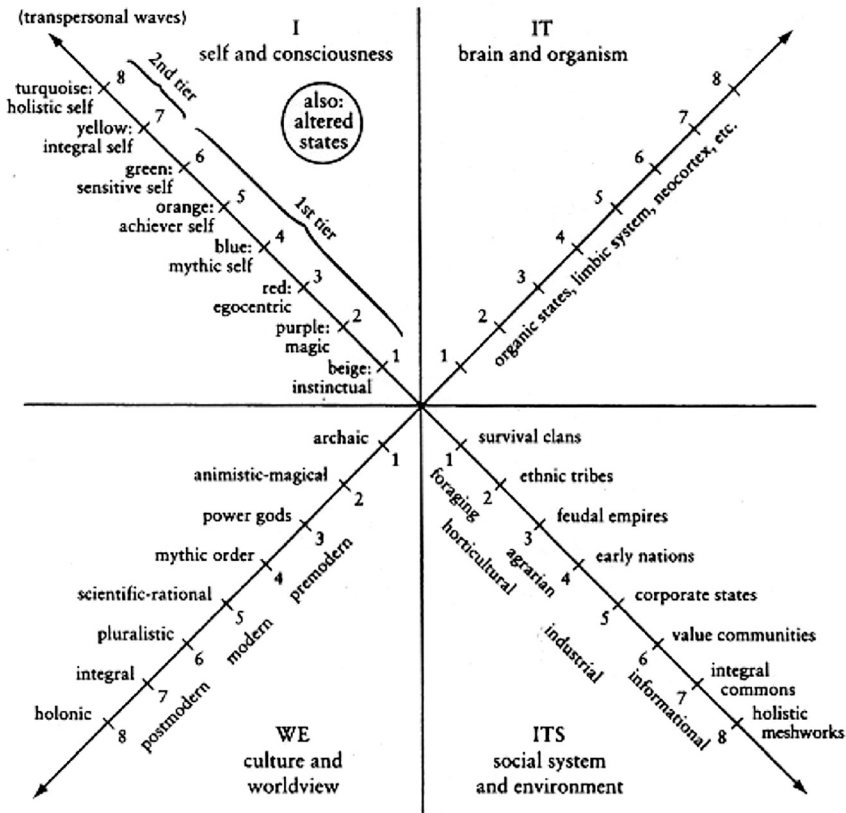 (transpersonal waves)
I
self and consciousness
also:
altered
states
2nd tier
1st tier
8
turquoise:
holistic self
7
yellow:
integral self
6
green:
sensitive self
5
orange:
achiever self
4
blue:
mythic self
3
red:
egocentric
2
purple:
magic
1
beige:
instinctual
IT
brain and organism
8
7
6
5
4
3
2
1
organic states, limbic system, neocortex, etc.
archaic
1
animistic-magical
2
power gods
3
mythic order
4
scientific-rational
5
pluralistic
6
integral
7
holonic
8
premodern
modern
postmodern
WE
culture and
worldview
survival clans
1
ethnic tribes
2
feudal empires
3
early nations
4
corporate states
5
value communities
6
integral
commons
7
holistic
meshworks
8
foraging
horticultural
agrarian
industrial
informational
ITS
social system
and environment